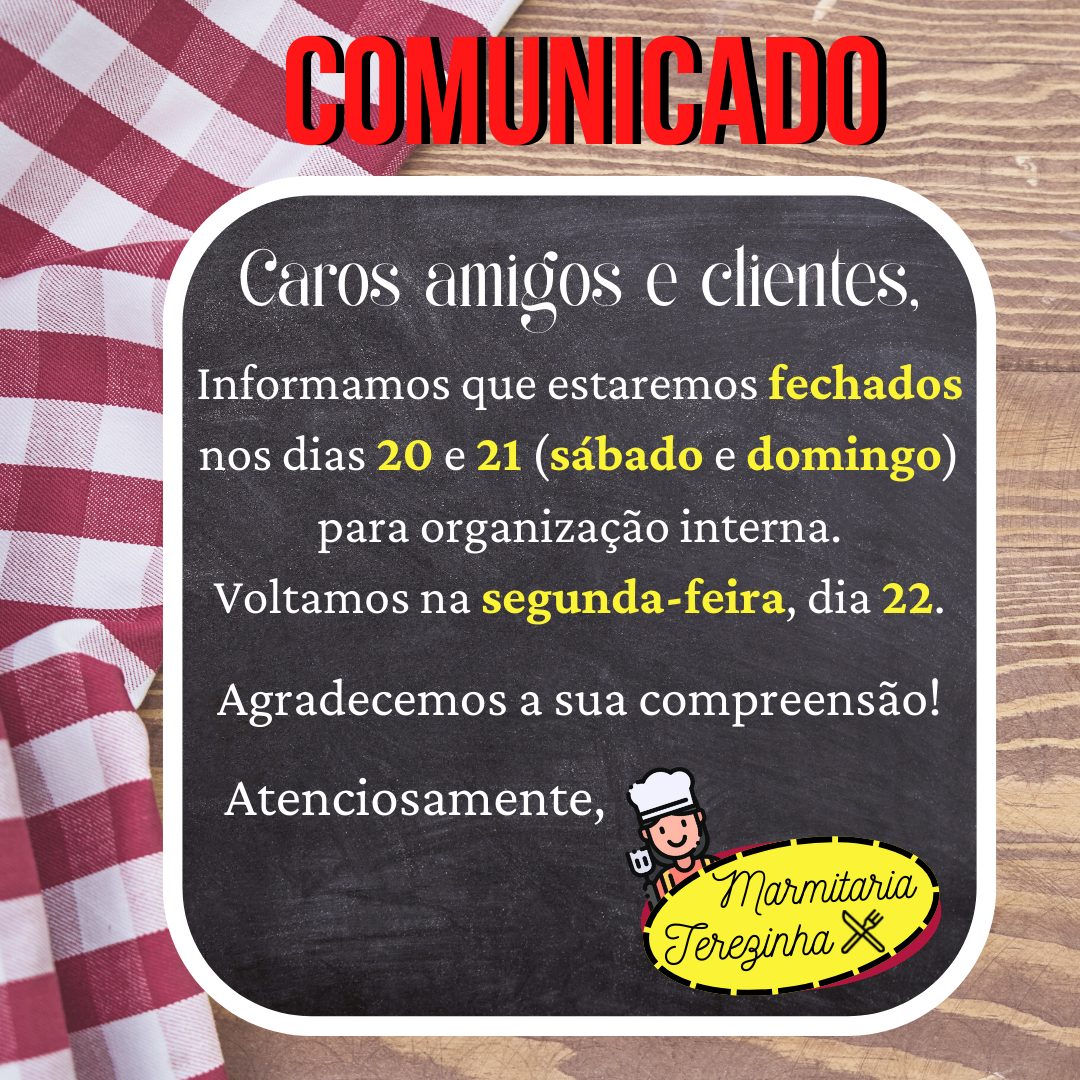 COMUNICADO
Caros amigos e clientes,
Informamos que estaremos fechados
nos dias 20 e 21 (sábado e domingo)
para organização interna.
Voltamos na segunda-feira, dia 22.
Agradecemos a sua compreensão!
Atenciosamente,
Marmitaria
Terezinha